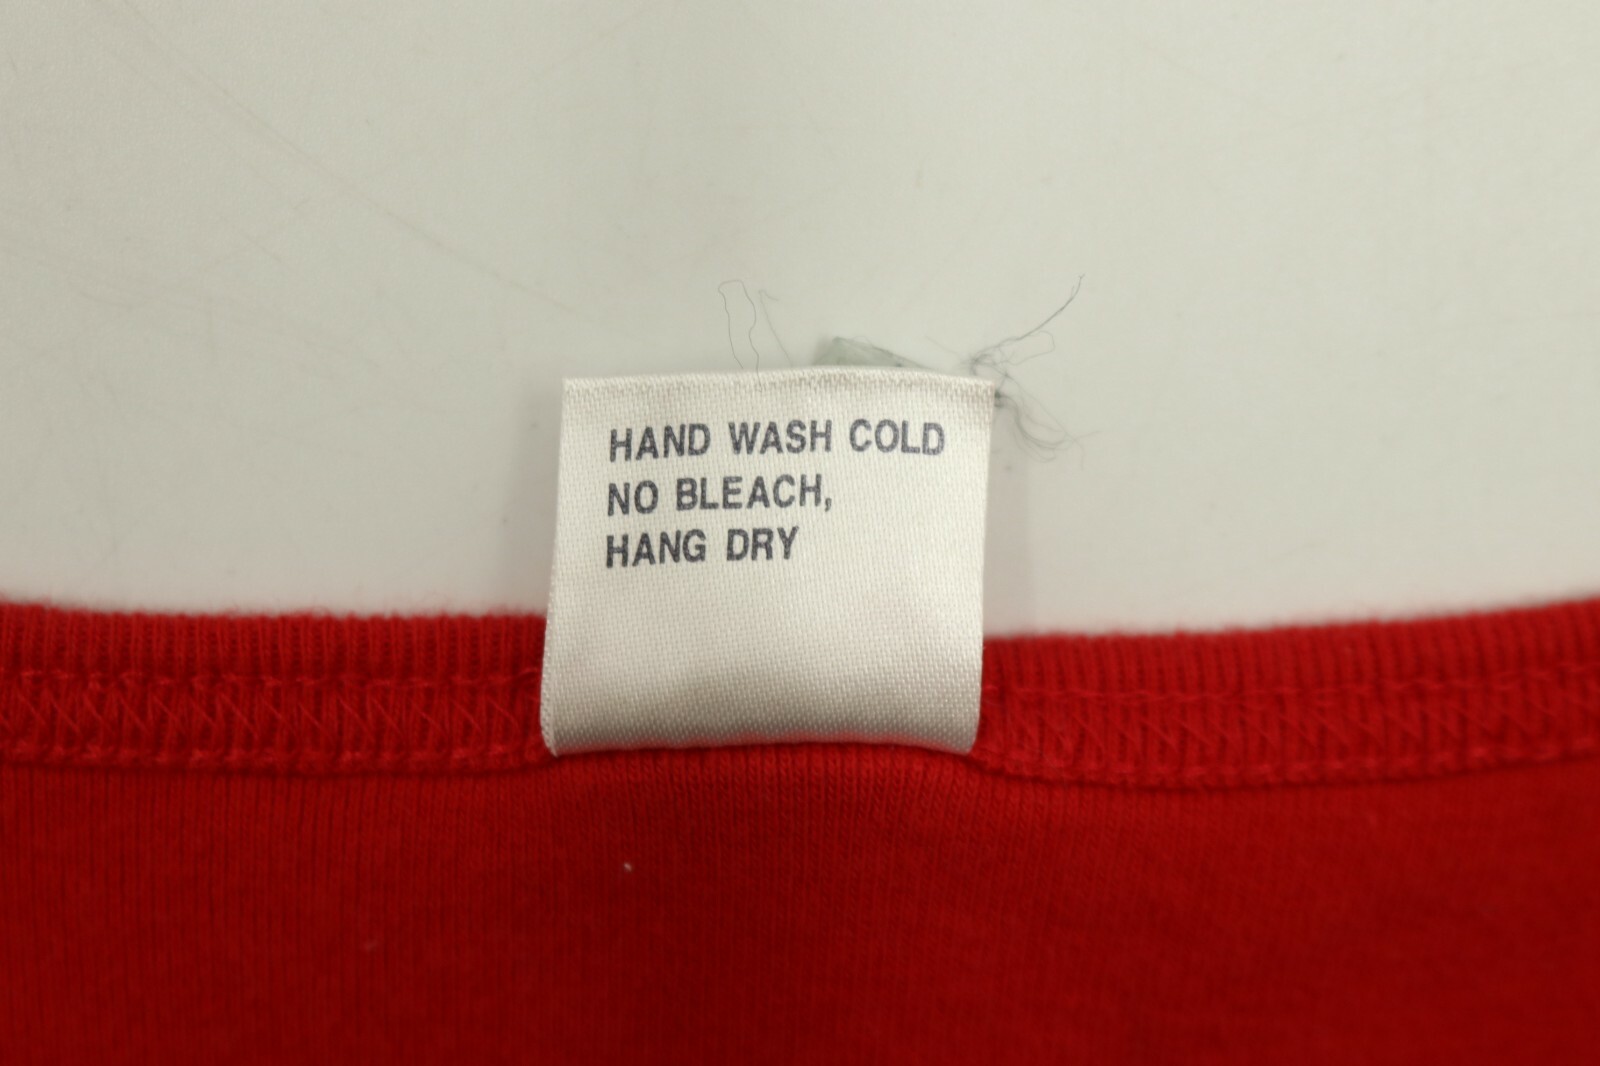 HAND WASH COLD
NO BLEACH,
HANG DRY